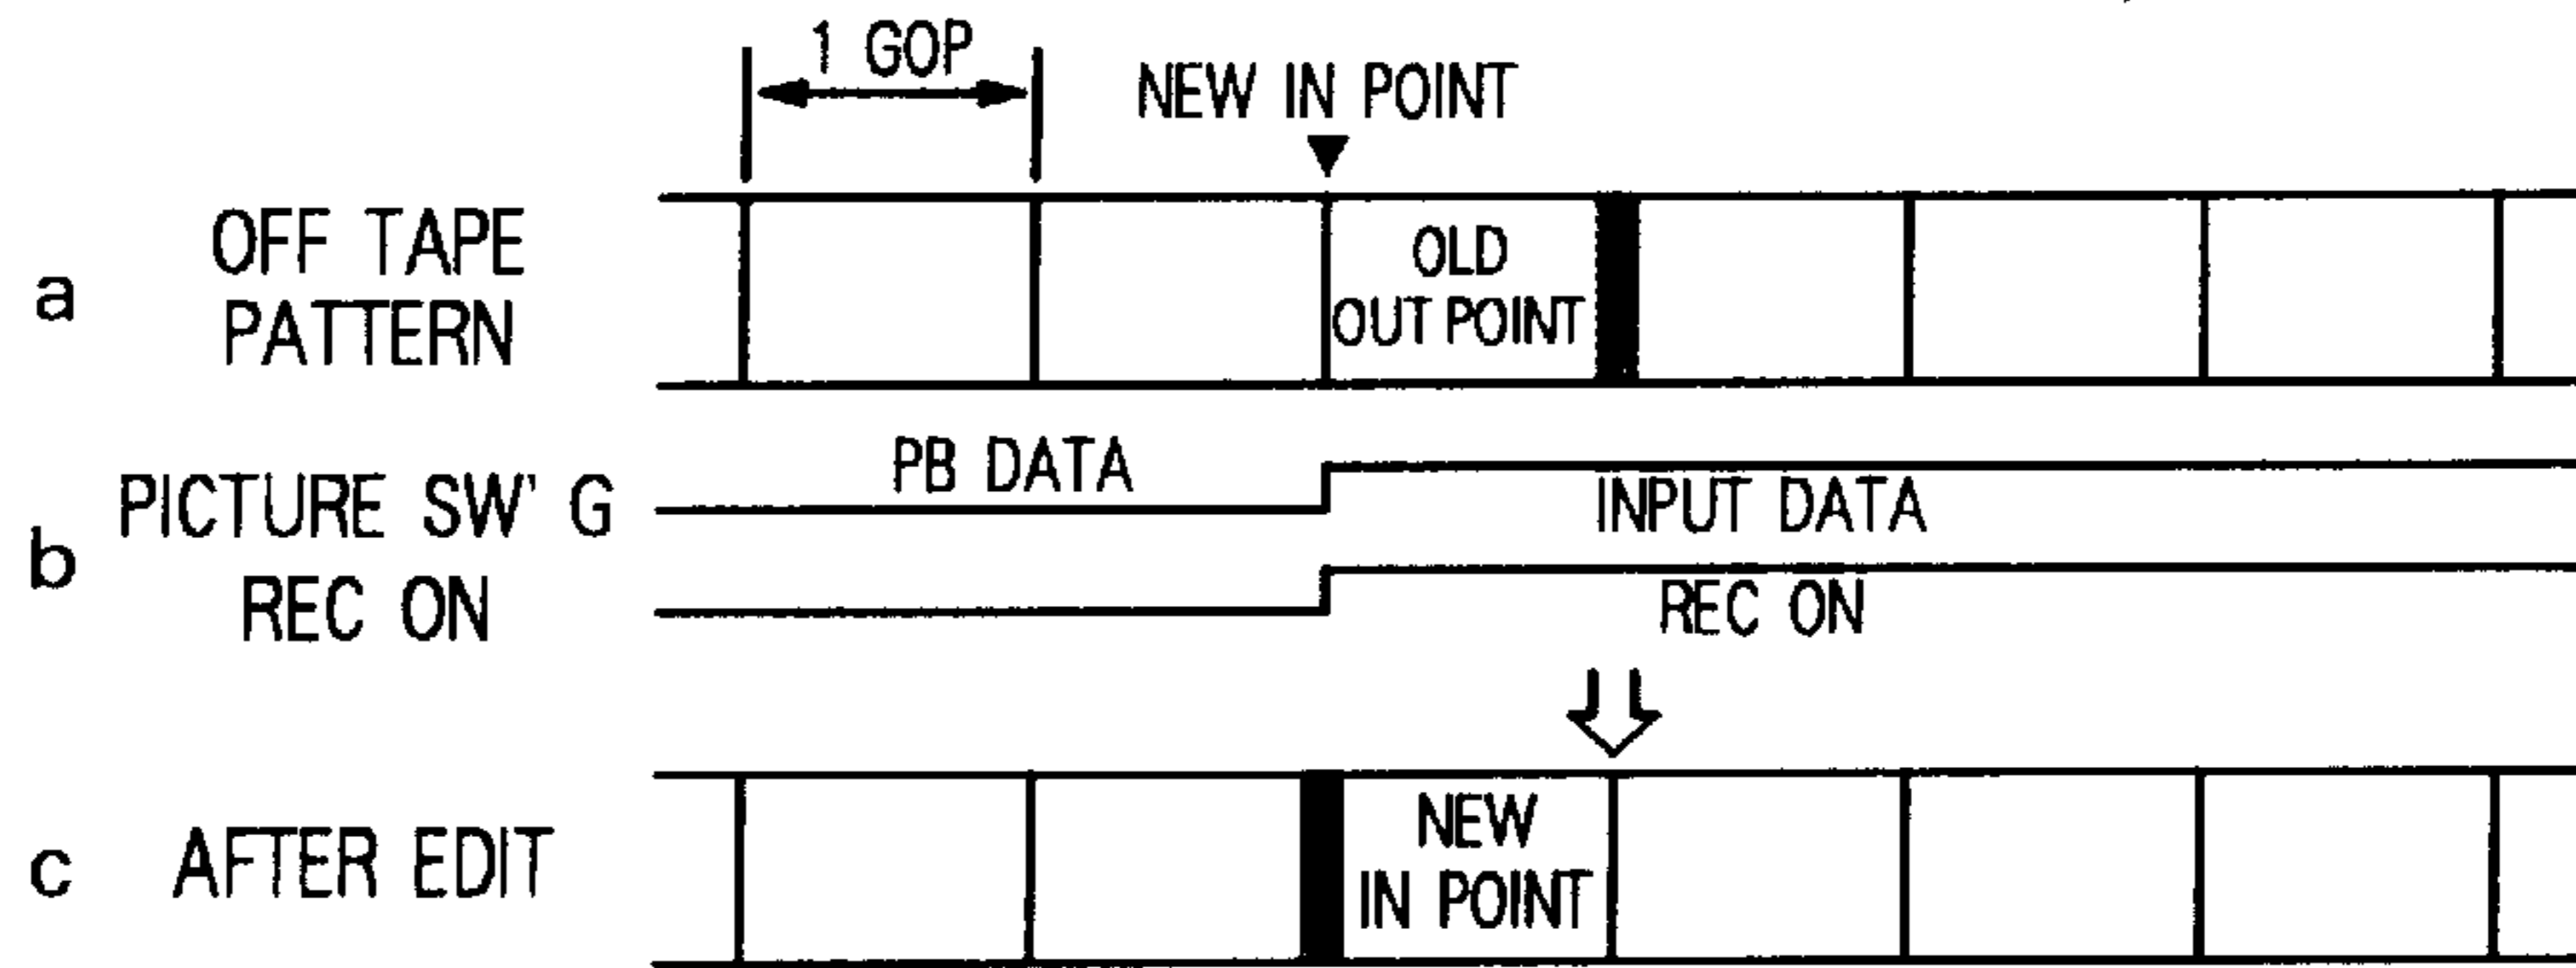 1 GOP
NEW IN POINT
a
OFF TAPE
PATTERN
OLD
OUT POINT
b
PICTURE SW' G
REC ON
PB DATA
INPUT DATA
REC ON
c
AFTER EDIT
NEW
IN POINT